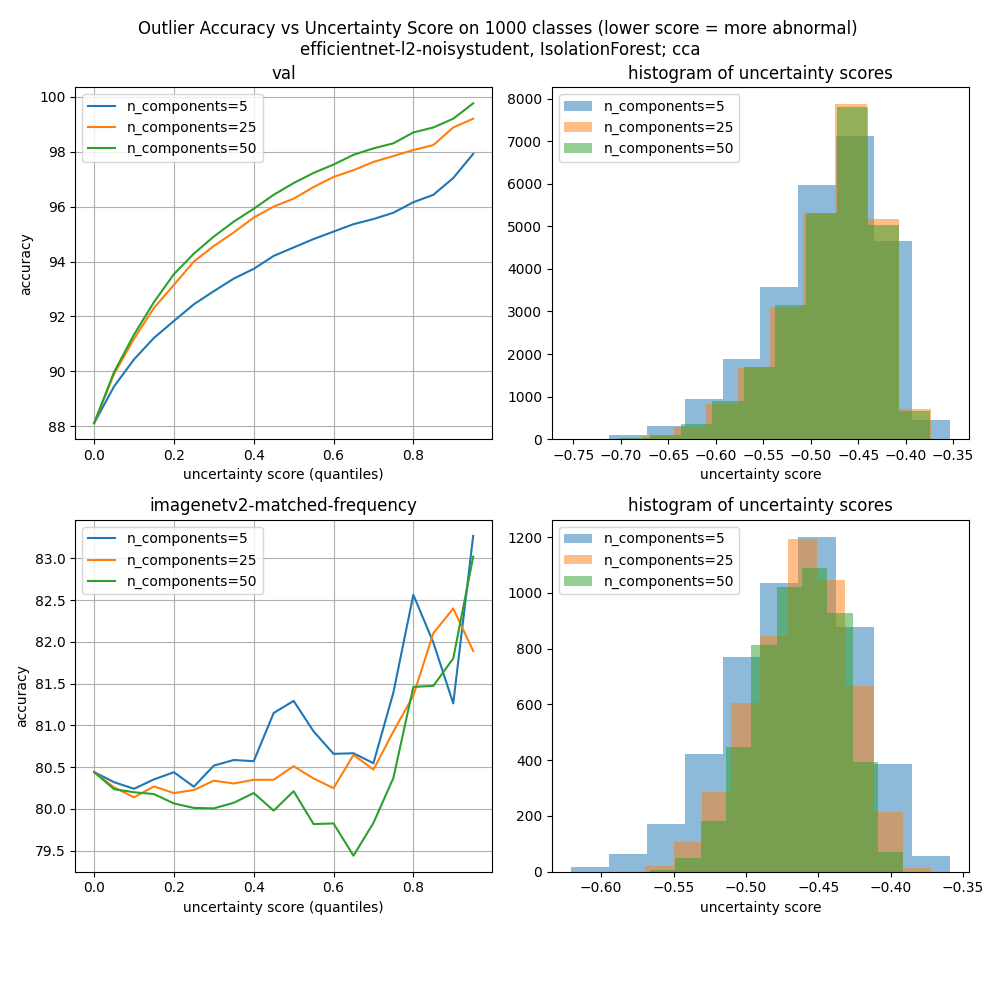 Outlier Accuracy vs Uncertainty Score on 1000 classes (lower score = more abnormal)
efficientnet-l2-noisystudent, IsolationForest; cca
val
n_components=5
n_components=25
n_components=50
100
98
96
94
92
90
88
accuracy
0.0 0.2 0.4 0.6 0.8
uncertainty score (quantiles)
histogram of uncertainty scores
n_components=5
n_components=25
n_components=50
8000
7000
6000
5000
4000
3000
2000
1000
0
−0.75 −0.70 −0.65 −0.60 −0.55 −0.50 −0.45 −0.40 −0.35
uncertainty score
imagenetv2-matched-frequency
n_components=5
n_components=25
n_components=50
83.0
82.5
82.0
81.5
81.0
80.5
80.0
79.5
accuracy
0.0 0.2 0.4 0.6 0.8
uncertainty score (quantiles)
histogram of uncertainty scores
n_components=5
n_components=25
n_components=50
1200
1000
800
600
400
200
0
−0.60 −0.55 −0.50 −0.45 −0.40 −0.35
uncertainty score